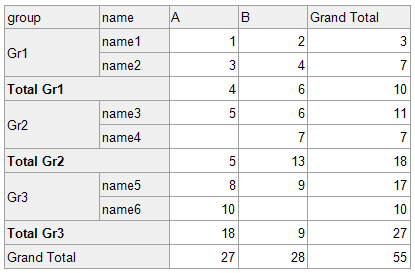 group name A B Grand Total
Gr1 name1 1 2 3
name2 3 4 7
Total Gr1 4 6 10
Gr2 name3 5 6 11
name4 7 7
Total Gr2 5 13 18
Gr3 name5 8 9 17
name6 10 10
Total Gr3 18 9 27
Grand Total 27 28 55